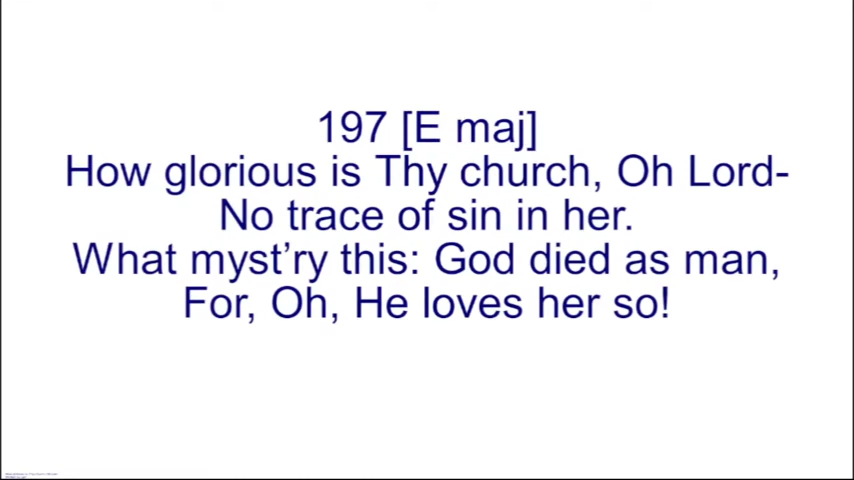 197 [E maj]
How glorious is Thy church, Oh Lord-
No trace of sin in her.
What myst’ry this: God died as man,
For, Oh, He loves her so!